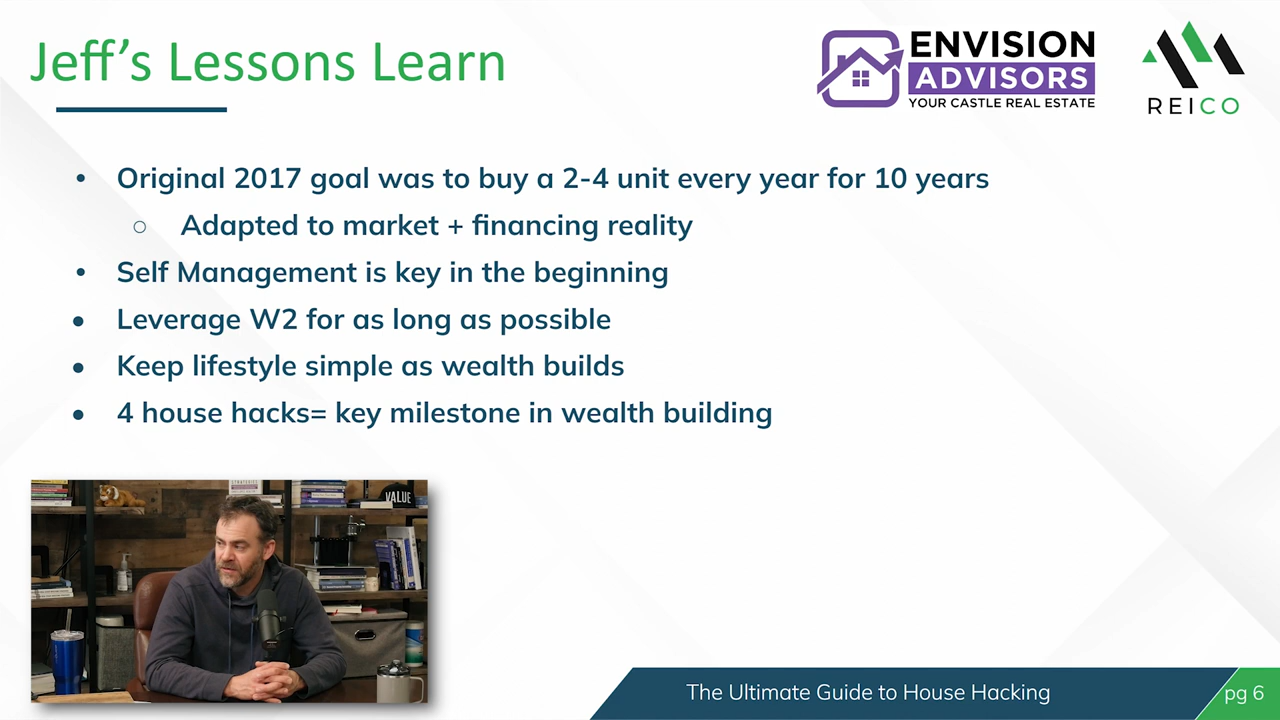 Jeff's Lessons Learn
ENVISION
ADVISORS
YOUR CASTLE REAL ESTATE
REICO
• Original 2017 goal was to buy a 2-4 unit every year for 10 years
○ Adapted to market + financing reality
• Self Management is key in the beginning
• Leverage W2 for as long as possible
• Keep lifestyle simple as wealth builds
• 4 house hacks= key milestone in wealth building
VALUE
The Ultimate Guide to House Hacking
pg 6